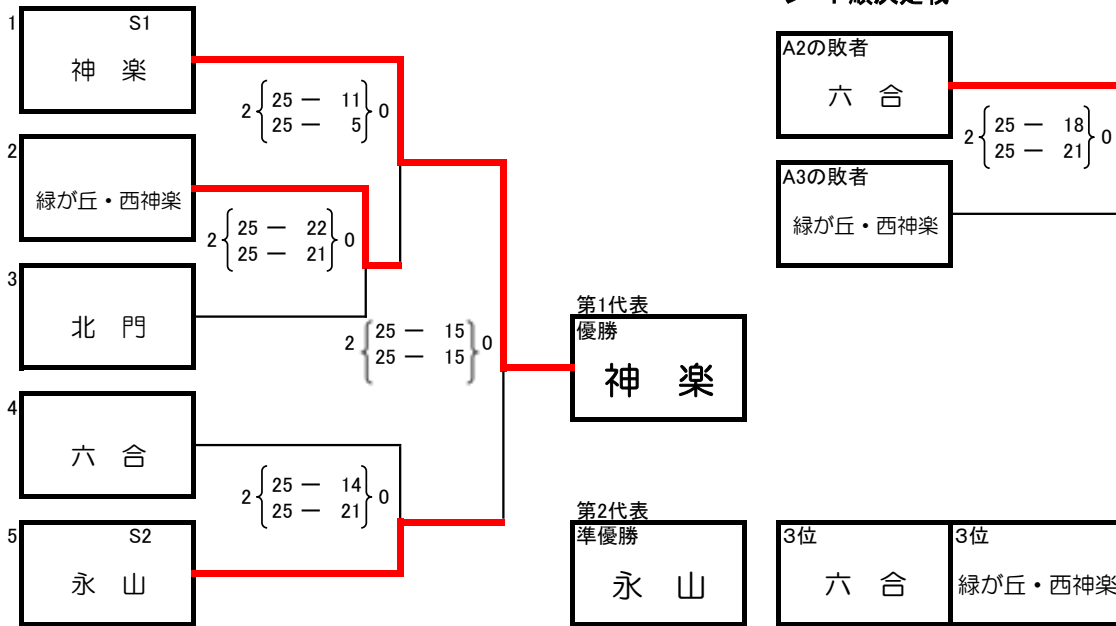 1
S1
神 楽
2 25 — 11 0
25 — 5
2
緑が丘・西神楽
2 25 — 22 0
25 — 21
3
北 門
2 25 — 15 0
25 — 15
4
六 合
2 25 — 14 0
25 — 21
5
S2
永 山
第1代表
優勝
神 楽
第2代表
準優勝
永 山
A2の敗者
六 合
2 25 — 18 0
25 — 21
A3の敗者
緑が丘・西神楽
3位
六 合
3位
緑が丘・西神楽